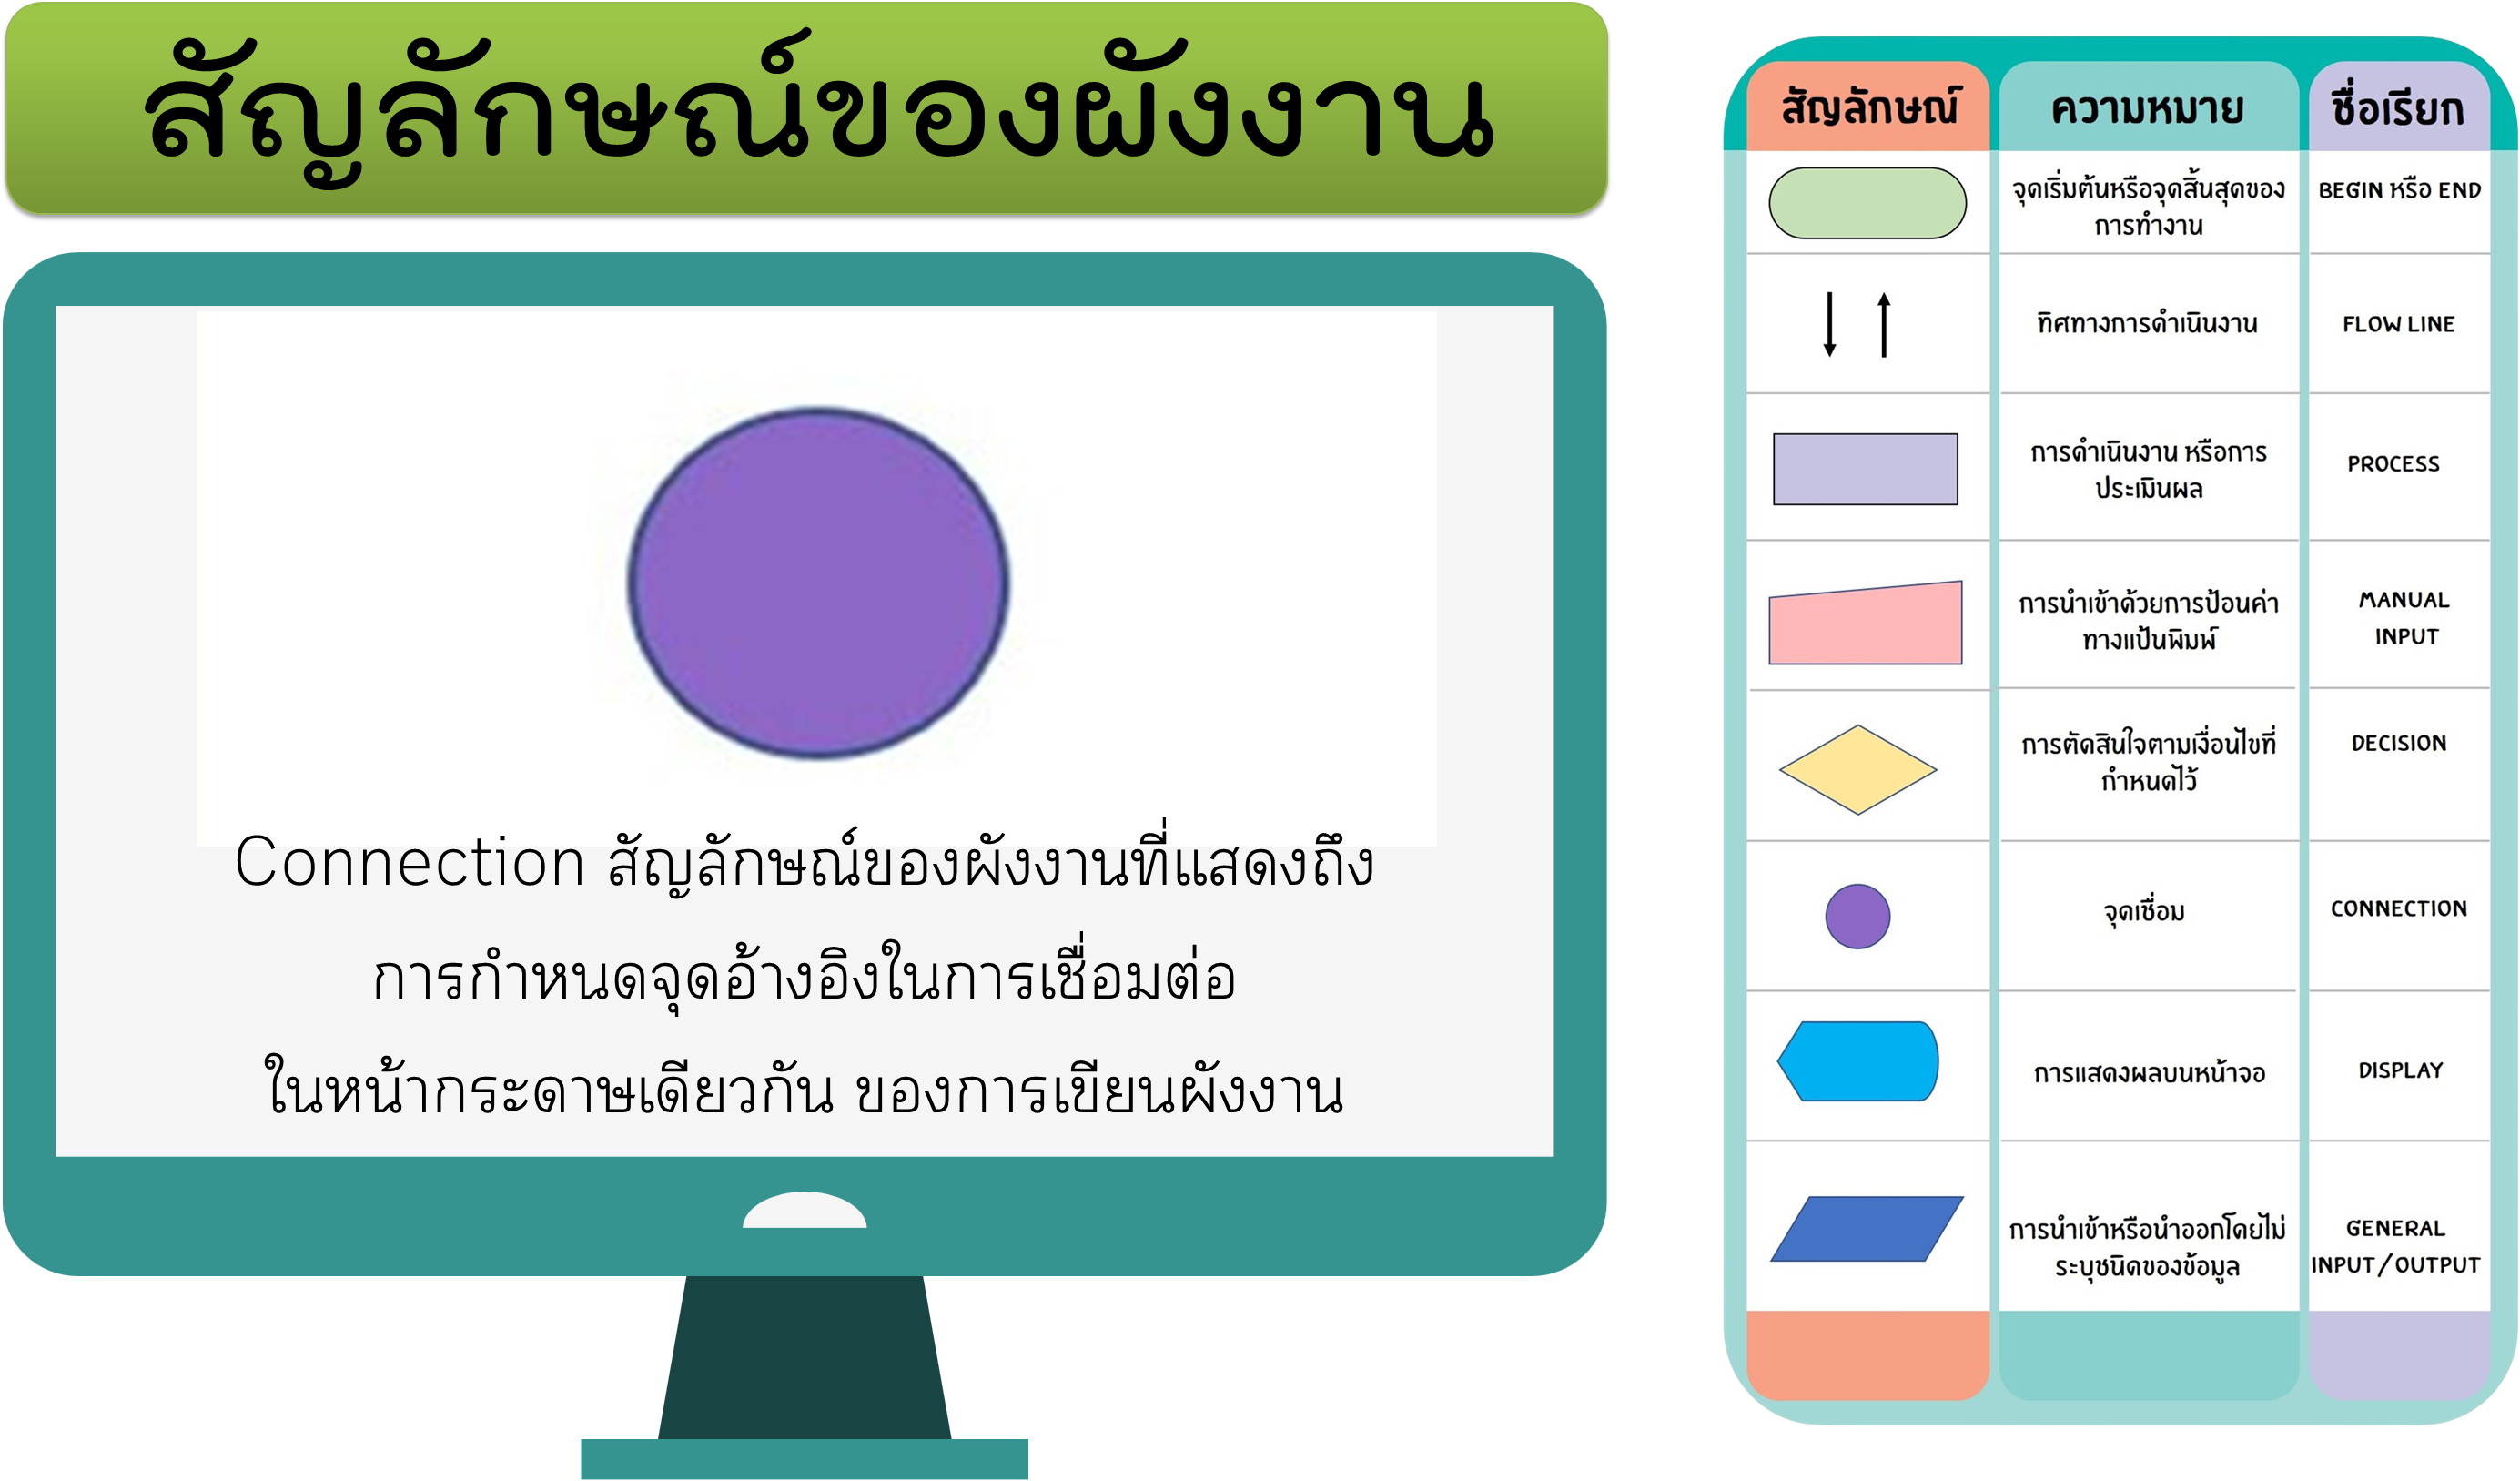 สัญลักษณ์ของผังงาน
Connection สัญลักษณ์ของผังงานที่แสดงถึง
การกำหนดจุดอ้างอิงในการเชื่อมต่อ
ในหน้ากระดาษเดียวกัน ของการเขียนผังงาน
สัญลักษณ์ ความหมาย ชื่อเรียก
จุดเริ่มต้นหรือจุดสิ้นสุดของ
การทำงาน
BEGIN หรือ END
ทิศทางการดำเนินงาน
FLOW LINE
การดำเนินงาน หรือการ
ประเมินผล
PROCESS
การนำเข้าด้วยการป้อนค่า
ทางแป้นพิมพ์
MANUAL
INPUT
การตัดสินใจตามเงื่อนไขที่
กำหนดไว้
DECISION
จุดเชื่อม
CONNECTION
การแสดงผลบนหน้าจอ
DISPLAY
การนำเข้าหรือนำออกโดยไม่
ระบุชนิดของข้อมูล
GENERAL
INPUT/OUTPUT